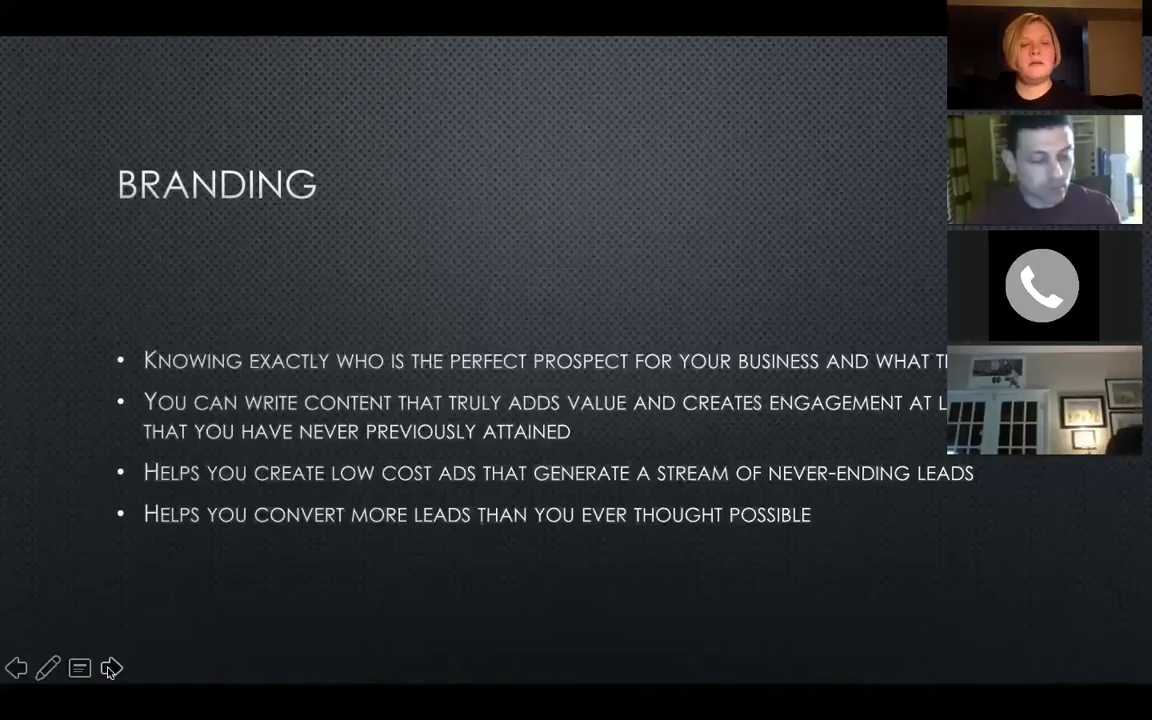 BRANDING
• KNOWING EXACTLY WHO IS THE PERFECT PROSPECT FOR YOUR BUSINESS AND WHAT
• YOU CAN WRITE CONTENT THAT TRULY ADDS VALUE AND CREATES ENGAGEMENT AT
THAT YOU HAVE NEVER PREVIOUSLY ATTAINED
• HELPS YOU CREATE LOW COST ADS THAT GENERATE A STREAM OF NEVER-ENDING LEADS
• HELPS YOU CONVERT MORE LEADS THAN YOU EVER THOUGHT POSSIBLE